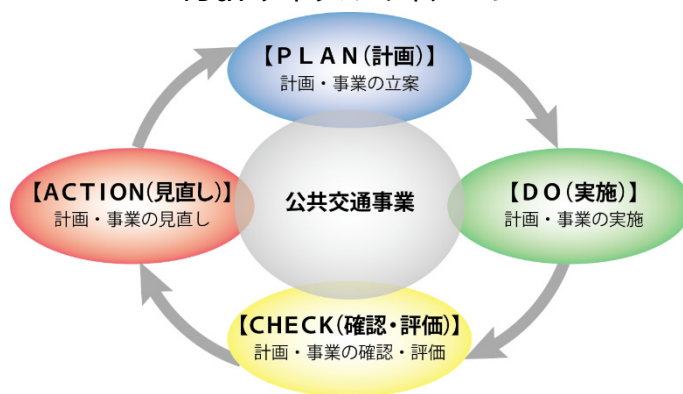 【ＰＬＡＮ(計画)】
計画・事業の立案
【ACTION(見直し)】
計画・事業の見直し
公共交通事業
【ＤＯ(実施)】
計画・事業の実施
【CHECK(確認・評価)】
計画・事業の確認・評価